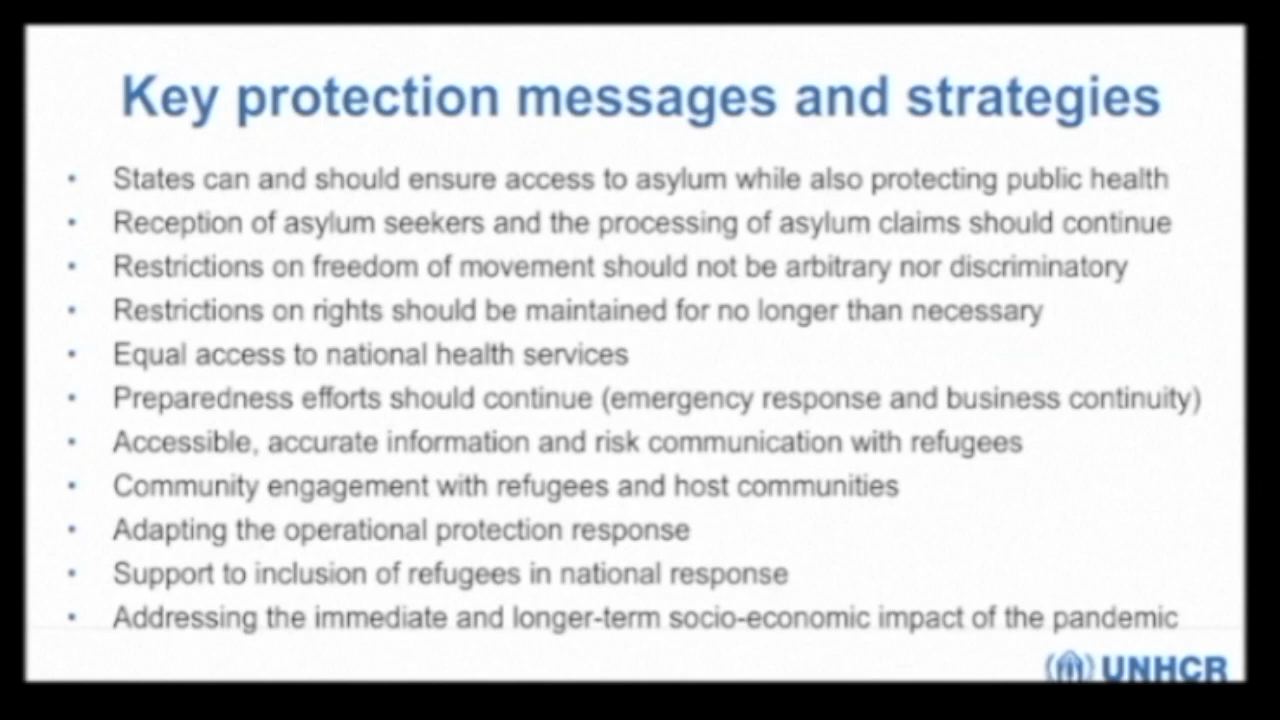 Key protection messages and strategies
• States can and should ensure access to asylum while also protecting public health
• Reception of asylum seekers and the processing of asylum claims should continue
• Restrictions on freedom of movement should not be arbitrary nor discriminatory
• Restrictions on rights should be maintained for no longer than necessary
• Equal access to national health services
• Preparedness efforts should continue (emergency response and business continuity)
• Accessible, accurate information and risk communication with refugees
• Community engagement with refugees and host communities
• Adapting the operational protection response
• Support to inclusion of refugees in national response
• Addressing the immediate and longer-term socio-economic impact of the pandemic
UNHCR